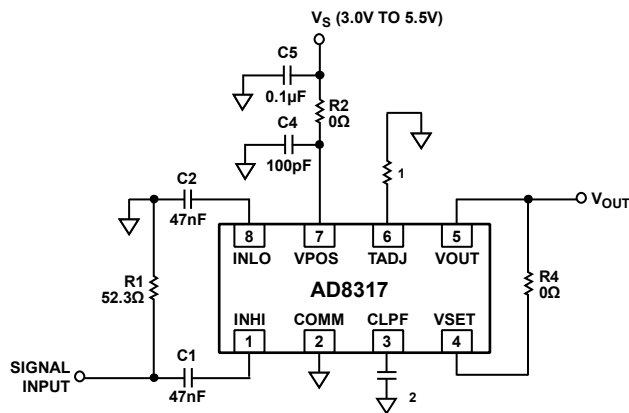 V_S (3.0V TO 5.5V)
C5
0.1µF
R2
0Ω
C4
100pF
1
C2
47nF
V_OUT
8 7 6 5
INLO VPOS TADJ VOUT
R1
52.3Ω
R4
0Ω
AD8317
INHI COMM CLPF VSET
1 2 3 4
SIGNAL
INPUT
C1
47nF
2